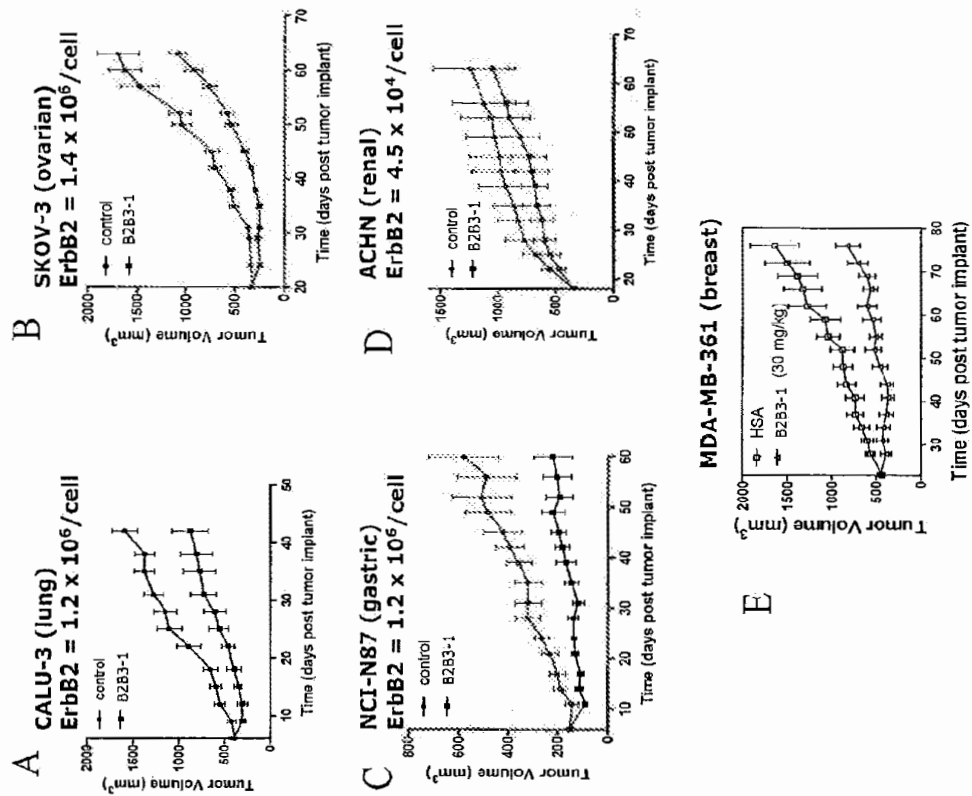 A
CALU-3 (lung)
ErbB2 = 1.2 x 10⁶/cell
control
B2B3-1
Tumor Volume (mm³)
2000
1500
1000
500
0
10 20 30 40 50
Time (days post tumor implant)
B
SKOV-3 (ovarian)
ErbB2 = 1.4 x 10⁶/cell
control
B2B3-1
Tumor Volume (mm³)
2000
1500
1000
500
0
20 30 40 50 60 70
Time (days post tumor implant)
C
NCI-N87 (gastric)
ErbB2 = 1.2 x 10⁶/cell
control
B2B3-1
Tumor Volume (mm³)
800
600
400
200
0
10 20 30 40 50 60
Time (days post tumor implant)
D
ACHN (renal)
ErbB2 = 4.5 x 10⁴/cell
control
B2B3-1
Tumor Volume (mm³)
1500
1000
500
0
20 30 40 50 60 70
Time (days post tumor implant)
E
MDA-MB-361 (breast)
HSA
B2B3-1 (30 mg/kg)
Tumor Volume (mm³)
2000
1500
1000
500
0
30 40 50 60 70 80
Time (days post tumor implant)